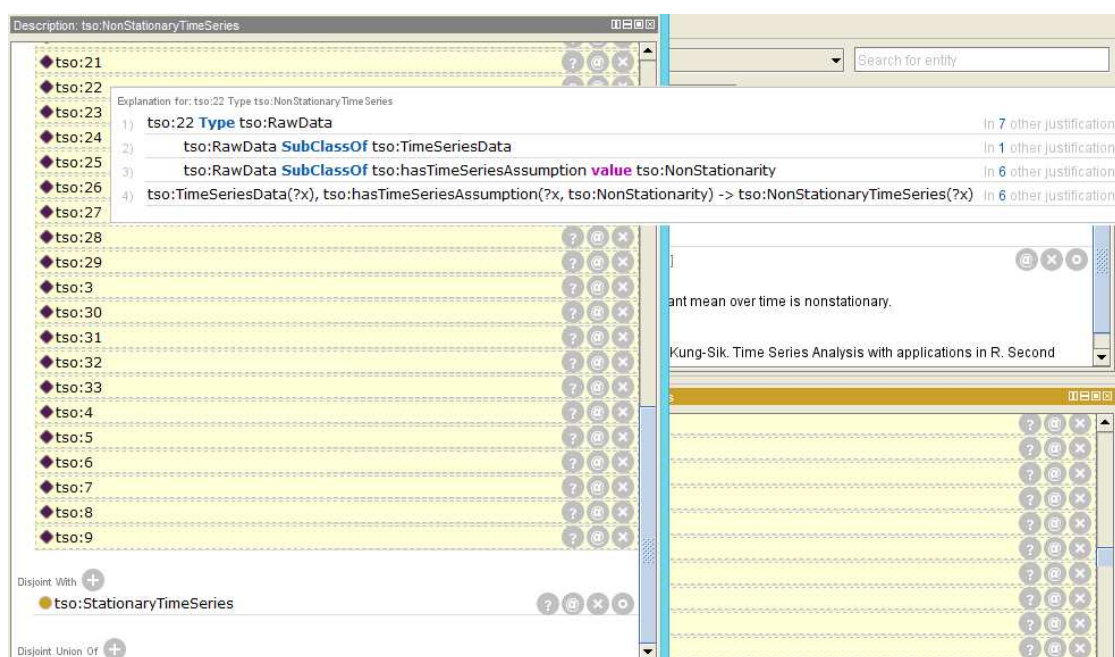 Description: tso:NonStationaryTimeSeries
tso:21
tso:22
tso:23
tso:24
tso:25
tso:26
tso:27
Search for entity
Explanation for: tso:22 Type tso:NonStationaryTimeSeries
1) tso:22 Type tso:RawData In 7 other justification
2) tso:RawData SubClassOf tso:TimeSeriesData In 1 other justification
3) tso:RawData SubClassOf tso:hasTimeSeriesAssumption value tso:NonStationarity In 6 other justification
4) tso:TimeSeriesData(?x), tso:hasTimeSeriesAssumption(?x, tso:NonStationarity) -> tso:NonStationaryTimeSeries(?x) In 6 other justification
tso:28
tso:29
tso:3
tso:30
tso:31
tso:32
tso:33
tso:4
tso:5
tso:6
tso:7
tso:8
tso:9
Disjoint With
tso:StationaryTimeSeries
Disjoint Union Of
]
ant mean over time is nonstationary.
Kung-Sik. Time Series Analysis with applications in R. Second
s